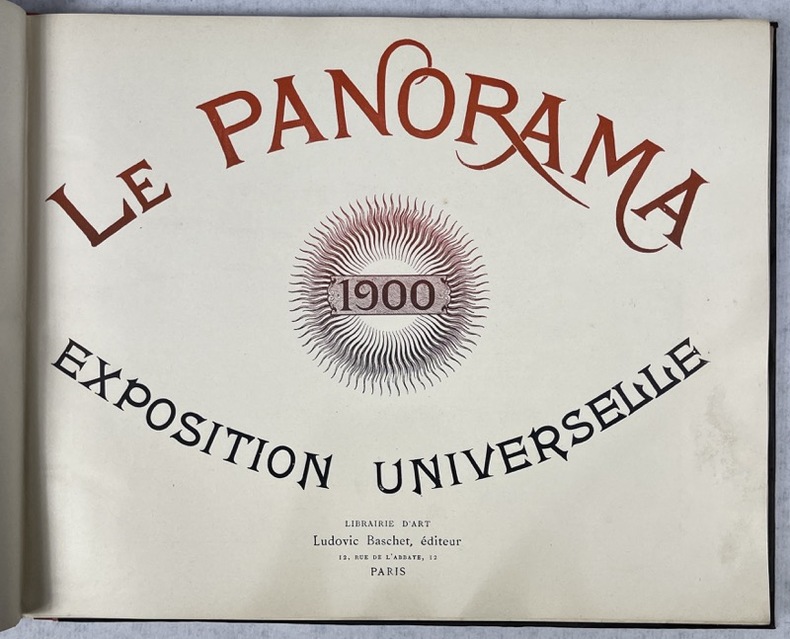 LE PANORAMA
1900
EXPOSITION UNIVERSELLE
LIBRAIRIE D'ART
Ludovic Baschet, éditeur
12, RUE DE L'ABBAYE, 12
PARIS